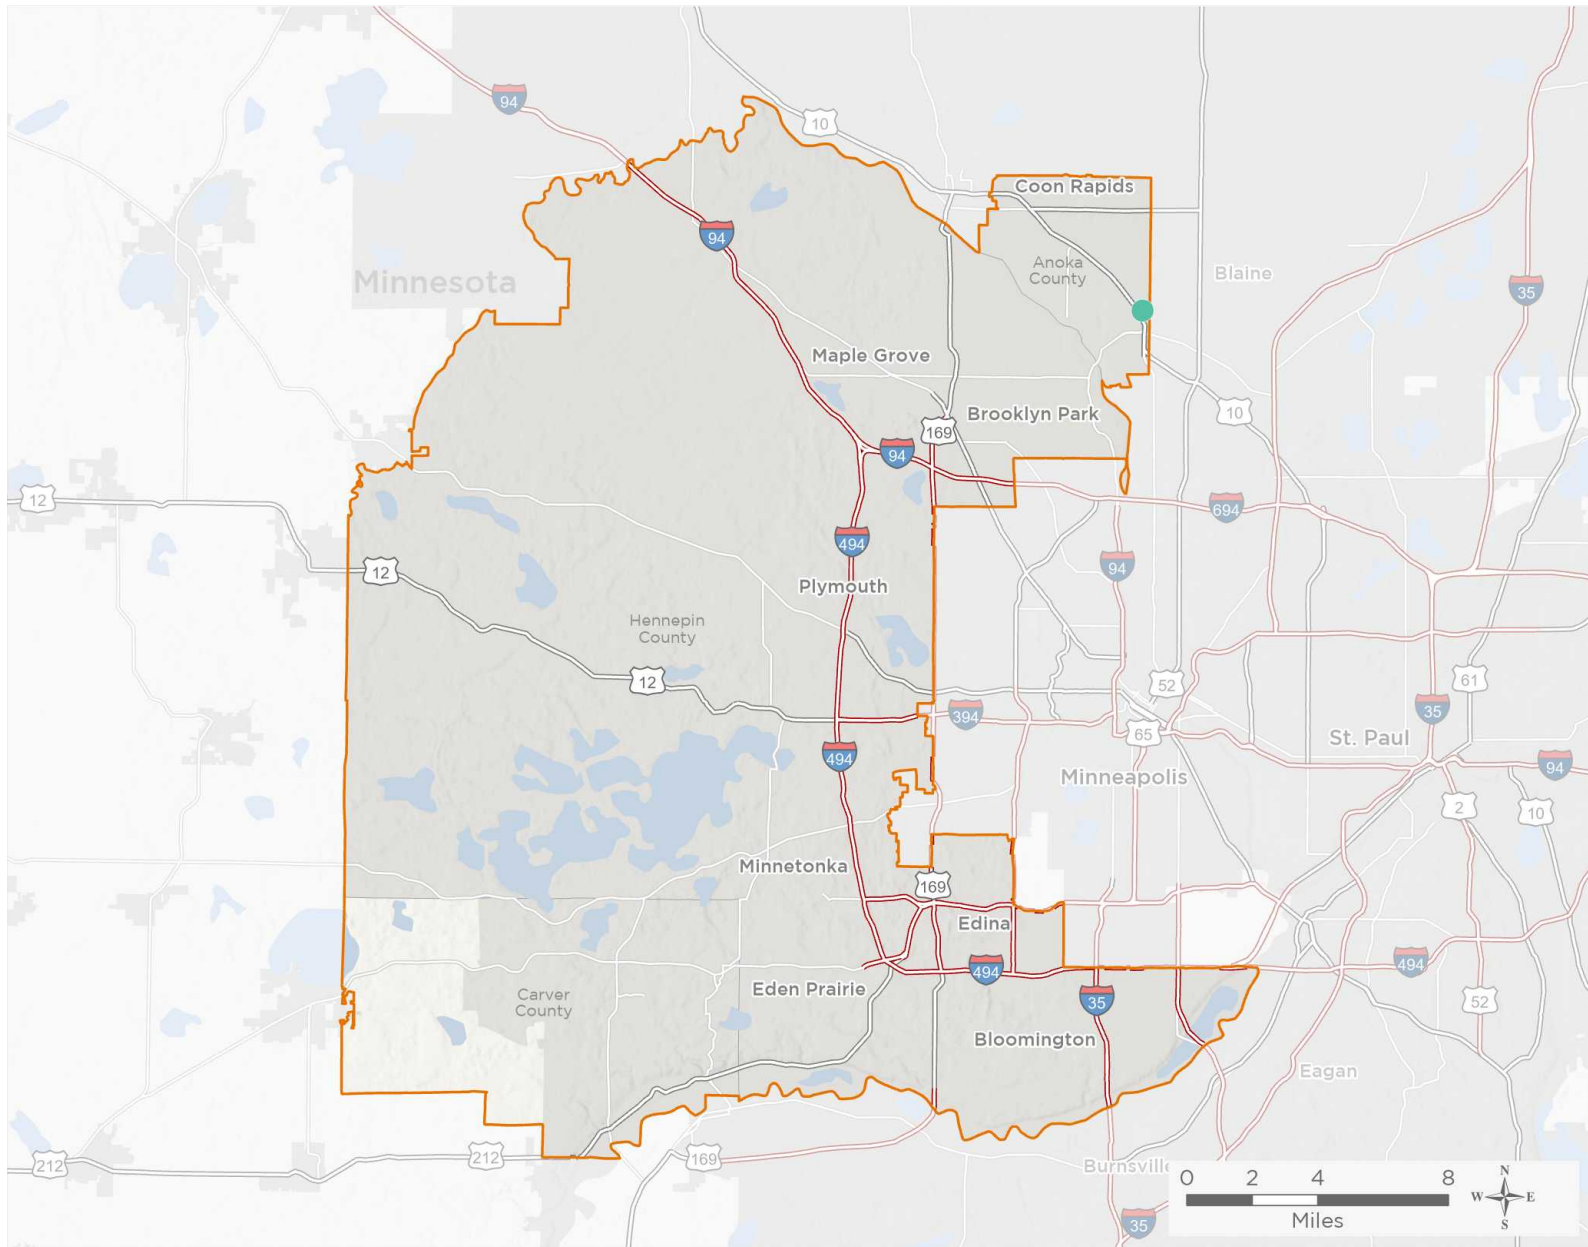 94
10
Coon Rapids
94
Anoka
County
Blaine
Minnesota
35
Maple Grove
10
Brooklyn Park
169
94
12
694
494
94
12
Plymouth
Hennepin
County
12
52
61
394
35
65
St. Paul
494
94
Minneapolis
2
10
Minnetonka
169
Edina
494
494
Eden Prairie
Carver
County
35
52
Bloomington
Eagan
212
212
169
Burnsville
0 2 4 8
Miles
N
W E
S
35